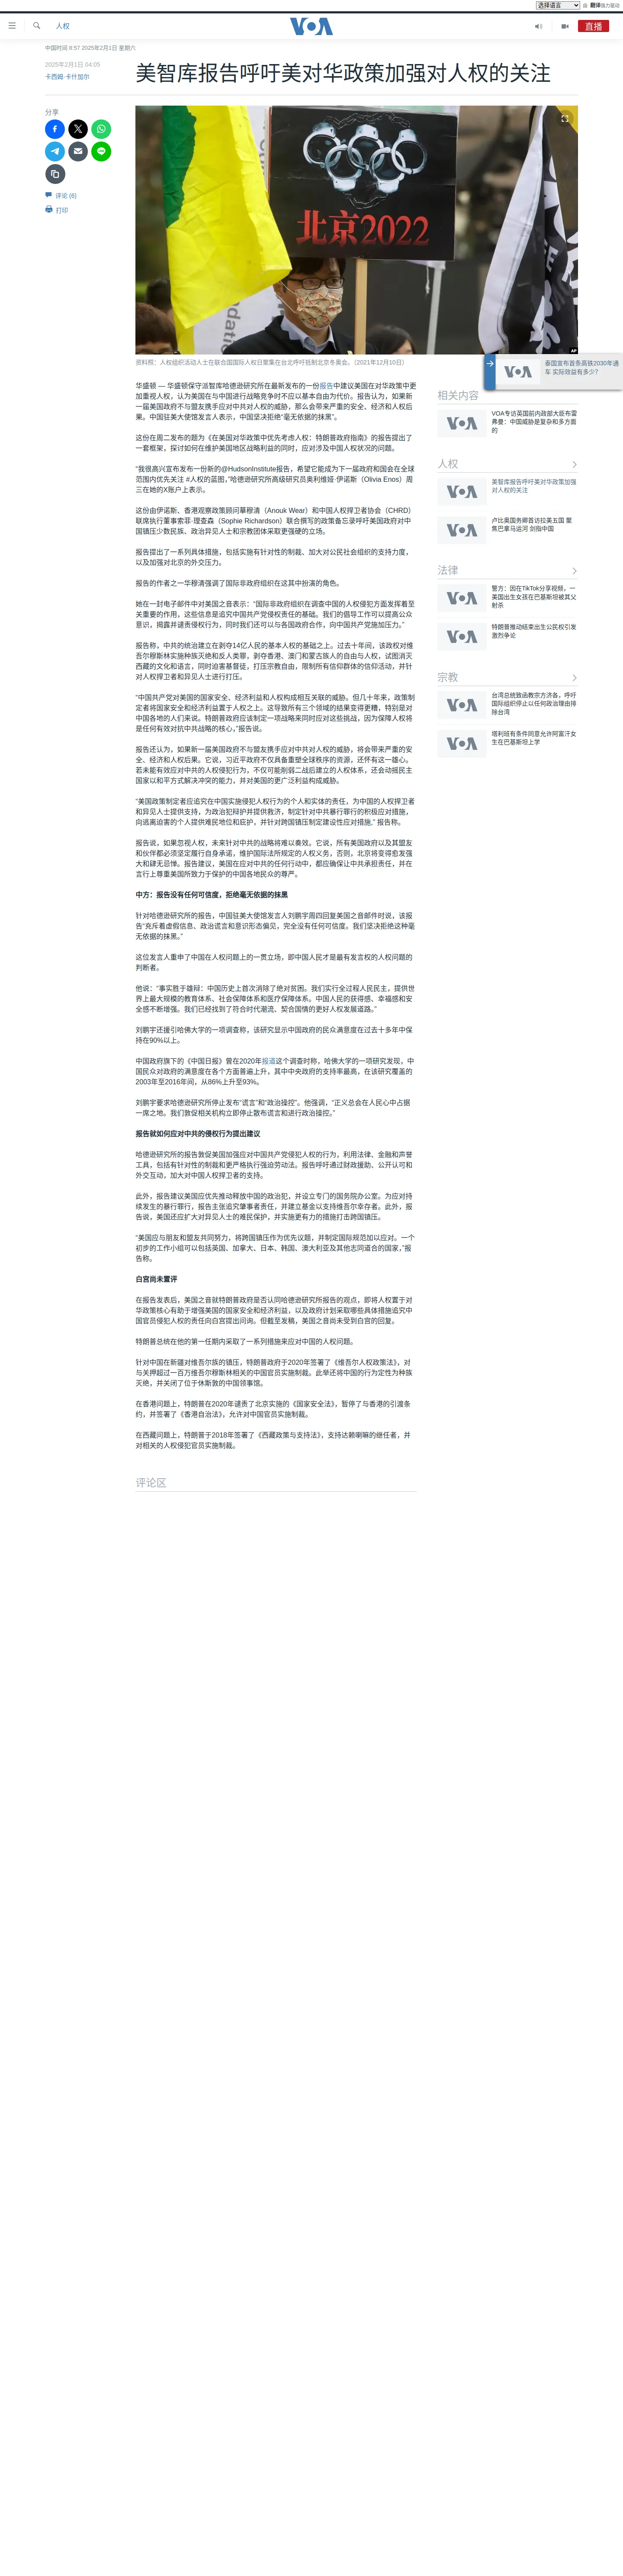 选择语言 由 翻译强力驱动
人权
VOA
直播
中国时间 8:57 2025年2月1日 星期六
2025年2月1日 04:05
卡西姆·卡什加尔
美智库报告呼吁美对华政策加强对人权的关注
分享
评论 (6)
打印
北京2022
AP
资料照：人权组织活动人士在联合国国际人权日聚集在台北呼吁抵制北京冬奥会。（2021年12月10日）
泰国宣布首条高铁2030年通
车 实际效益有多少?
华盛顿 — 华盛顿保守派智库哈德逊研究所在最新发布的一份报告中建议美国在对华政策中更
加重视人权，认为美国在与中国进行战略竞争时不应以基本自由为代价。报告认为，如果新
一届美国政府不与盟友携手应对中共对人权的威胁，那么会带来严重的安全、经济和人权后
果。中国驻美大使馆发言人表示，中国坚决拒绝“毫无依据的抹黑”。
这份在周二发布的题为《在美国对华政策中优先考虑人权：特朗普政府指南》的报告提出了
一套框架，探讨如何在维护美国地区战略利益的同时，应对涉及中国人权状况的问题。
“我很高兴宣布发布一份新的@HudsonInstitute报告，希望它能成为下一届政府和国会在全球
范围内优先关注 #人权的蓝图，”哈德逊研究所高级研究员奥利维娅·伊诺斯（Olivia Enos）周
三在她的X账户上表示。
这份由伊诺斯、香港观察政策顾问葦穆清（Anouk Wear）和中国人权捍卫者协会（CHRD）
联席执行董事索菲·理查森（Sophie Richardson）联合撰写的政策备忘录呼吁美国政府对中
国镇压少数民族、政治异见人士和宗教团体采取更强硬的立场。
报告提出了一系列具体措施，包括实施有针对性的制裁、加大对公民社会组织的支持力度，
以及加强对北京的外交压力。
报告的作者之一华穆清强调了国际非政府组织在这其中扮演的角色。
她在一封电子邮件中对美国之音表示：“国际非政府组织在调查中国的人权侵犯方面发挥着至
关重要的作用，这些信息是追究中国共产党侵权责任的基础。我们的倡导工作可以提高公众
意识，揭露并谴责侵权行为，同时我们还可以与各国政府合作，向中国共产党施加压力。”
报告称，中共的统治建立在剥夺14亿人民的基本人权的基础之上。过去十年间，该政权对维
吾尔穆斯林实施种族灭绝和反人类罪，剥夺香港、澳门和蒙古族人的自由与人权，试图消灭
西藏的文化和语言，同时迫害基督徒，打压宗教自由，限制所有信仰群体的信仰活动，并针
对人权捍卫者和异见人士进行打压。
“中国共产党对美国的国家安全、经济利益和人权构成相互关联的威胁。但几十年来，政策制
定者将国家安全和经济利益置于人权之上。这导致所有三个领域的结果变得更糟，特别是对
中国各地的人们来说。特朗普政府应该制定一项战略来同时应对这些挑战，因为保障人权将
是任何有效对抗中共战略的核心，”报告说。
报告还认为，如果新一届美国政府不与盟友携手应对中共对人权的威胁，将会带来严重的安
全、经济和人权后果。它说，习近平政府不仅具备重塑全球秩序的资源，还怀有这一雄心。
若未能有效应对中共的人权侵犯行为，不仅可能削弱二战后建立的人权体系，还会动摇民主
国家以和平方式解决冲突的能力，并对美国的更广泛利益构成威胁。
“美国政策制定者应追究在中国实施侵犯人权行为的个人和实体的责任，为中国的人权捍卫者
和异见人士提供支持，为政治犯辩护并提供救济，制定针对中共暴行罪行的积极应对措施，
向逃离迫害的个人提供难民地位和庇护，并针对跨国镇压制定建设性应对措施，” 报告称。
报告说，如果忽视人权，未来针对中共的战略将难以奏效。它说，所有美国政府以及其盟友
和伙伴都必须坚定履行自身承诺，维护国际法所规定的人权义务，否则，北京将变得愈发强
大和肆无忌惮。报告建议，美国在应对中共的任何行动中，都应确保让中共承担责任，并在
言行上尊重美国所致力于保护的中国各地民众的尊严。
中方：报告没有任何可信度，拒绝毫无依据的抹黑
针对哈德逊研究所的报告，中国驻美大使馆发言人刘鹏宇周四回复美国之音邮件时说，该报
告“充斥着虚假信息、政治谎言和意识形态偏见，完全没有任何可信度。我们坚决拒绝这种毫
无依据的抹黑。”
这位发言人重申了中国在人权问题上的一贯立场，即中国人民才是最有发言权的人权问题的
判断者。
他说：“事实胜于雄辩：中国历史上首次消除了绝对贫困。我们实行全过程人民民主，提供世
界上最大规模的教育体系、社会保障体系和医疗保障体系。中国人民的获得感、幸福感和安
全感不断增强。我们已经找到了符合时代潮流、契合国情的更好人权发展道路。”
刘鹏宇还援引哈佛大学的一项调查称，该研究显示中国政府的民众满意度在过去十多年中保
持在90%以上。
中国政府旗下的《中国日报》曾在2020年报道这个调查时称，哈佛大学的一项研究发现，中
国民众对政府的满意度在各个方面普遍上升，其中中央政府的支持率最高，在该研究覆盖的
2003年至2016年间，从86%上升至93%。
刘鹏宇要求哈德逊研究所停止发布“谎言”和“政治操控”。他强调，“正义总会在人民心中占据
一席之地。我们敦促相关机构立即停止散布谎言和进行政治操控。”
报告就如何应对中共的侵权行为提出建议
哈德逊研究所的报告敦促美国加强应对中国共产党侵犯人权的行为，利用法律、金融和声誉
工具，包括有针对性的制裁和更严格执行强迫劳动法。报告呼吁通过财政援助、公开认可和
外交互动，加大对中国人权捍卫者的支持。
此外，报告建议美国应优先推动释放中国的政治犯，并设立专门的国务院办公室。为应对持
续发生的暴行罪行，报告主张追究肇事者责任，并建立基金以支持维吾尔幸存者。此外，报
告说，美国还应扩大对异见人士的难民保护，并实施更有力的措施打击跨国镇压。
“美国应与朋友和盟友共同努力，将跨国镇压作为优先议题，并制定国际规范加以应对。一个
初步的工作小组可以包括英国、加拿大、日本、韩国、澳大利亚及其他志同道合的国家，”报
告称。
白宫尚未置评
在报告发表后，美国之音就特朗普政府是否认同哈德逊研究所报告的观点，即将人权置于对
华政策核心有助于增强美国的国家安全和经济利益，以及政府计划采取哪些具体措施追究中
国官员侵犯人权的责任向白宫提出问询。但截至发稿，美国之音尚未受到白宫的回复。
特朗普总统在他的第一任期内采取了一系列措施来应对中国的人权问题。
针对中国在新疆对维吾尔族的镇压，特朗普政府于2020年签署了《维吾尔人权政策法》，对
与关押超过一百万维吾尔穆斯林相关的中国官员实施制裁。此举还将中国的行为定性为种族
灭绝，并关闭了位于休斯敦的中国领事馆。
在香港问题上，特朗普在2020年谴责了北京实施的《国家安全法》，暂停了与香港的引渡条
约，并签署了《香港自治法》，允许对中国官员实施制裁。
在西藏问题上，特朗普于2018年签署了《西藏政策与支持法》，支持达赖喇嘛的继任者，并
对相关的人权侵犯官员实施制裁。
评论区
相关内容
VOA专访英国前内政部大臣布雷
弗曼：中国威胁是复杂和多方面
的
人权
美智库报告呼吁美对华政策加强
对人权的关注
卢比奥国务卿首访拉美五国 聚
焦巴拿马运河 剑指中国
法律
警方：因在TikTok分享视频，一
美国出生女孩在巴基斯坦被其父
射杀
特朗普推动结束出生公民权引发
激烈争论
宗教
台湾总统致函教宗方济各，呼吁
国际组织停止以任何政治理由排
除台湾
塔利班有条件同意允许阿富汗女
生在巴基斯坦上学